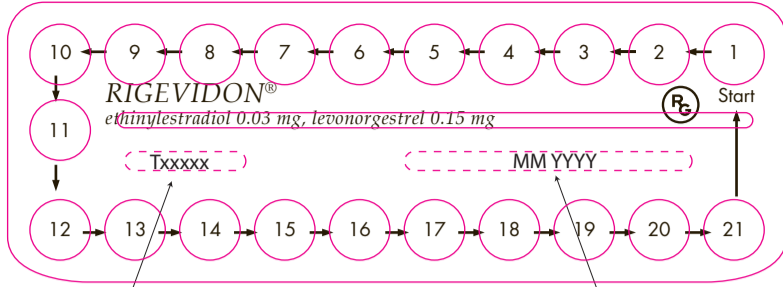 10 9 8 7 6 5 4 3 2 1
RIGEVIDON®
RG Start
ethinylestradiol 0.03 mg, levonorgestrel 0.15 mg
11
Txxxxx MM YYYY
12 13 14 15 16 17 18 19 20 21